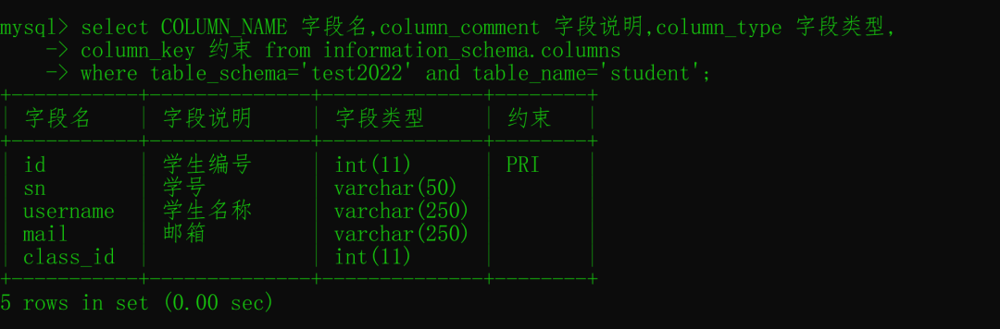 mysql> select COLUMN_NAME 字段名,column_comment 字段说明,column_type 字段类型,
-> column_key 约束 from information_schema.columns
-> where table_schema='test2022' and table_name='student';
+-----------+---------------+--------------+--------+
| 字段名 | 字段说明 | 字段类型 | 约束 |
+-----------+---------------+--------------+--------+
| id | 学生编号 | int(11) | PRI |
| sn | 学号 | varchar(50) | |
| username | 学生名称 | varchar(250) | |
| mail | 邮箱 | varchar(250) | |
| class_id | | int(11) | |
+-----------+---------------+--------------+--------+
5 rows in set (0.00 sec)